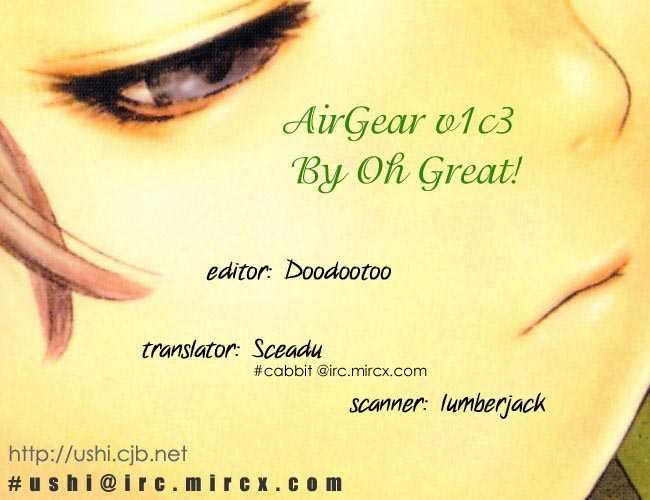 AirGear v1c3
By Oh Great!
editor: Doodootoo
translator: Sceadu
#cabbit @irc.mircx.com
scanner: lumberjack
http://ushi.cjb.net
#ushi@irc.mircx.com